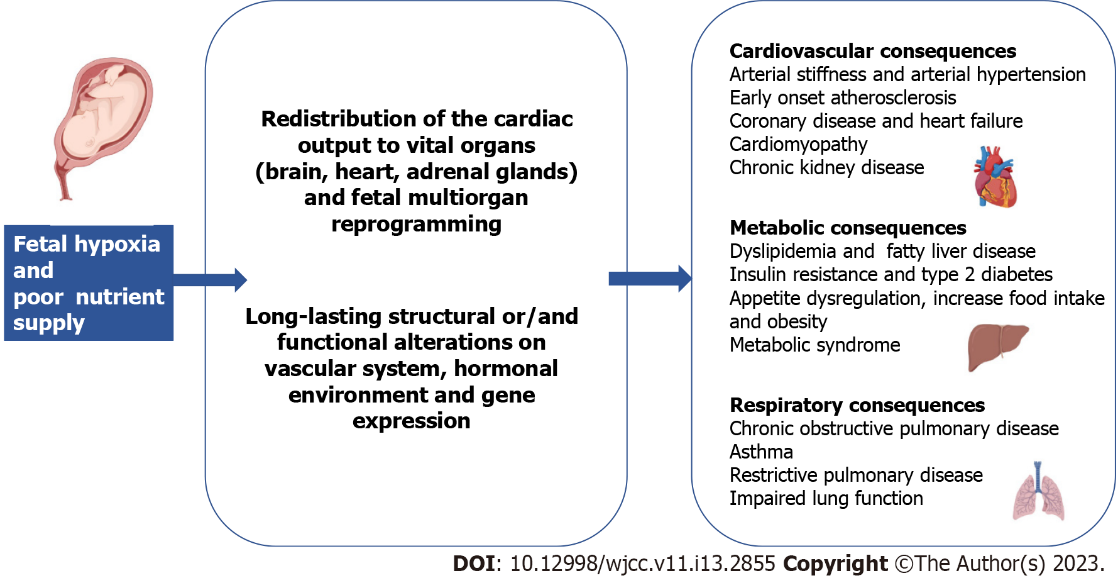 Fetal hypoxia
and
poor nutrient
supply
Redistribution of the cardiac
output to vital organs
(brain, heart, adrenal glands)
and fetal multiorgan
reprogramming
Long-lasting structural or/and
functional alterations on
vascular system, hormonal
environment and gene
expression
Cardiovascular consequences
Arterial stiffness and arterial hypertension
Early onset atherosclerosis
Coronary disease and heart failure
Cardiomyopathy
Chronic kidney disease
Metabolic consequences
Dyslipidemia and fatty liver disease
Insulin resistance and type 2 diabetes
Appetite dysregulation, increase food intake
and obesity
Metabolic syndrome
Respiratory consequences
Chronic obstructive pulmonary disease
Asthma
Restrictive pulmonary disease
Impaired lung function
DOI: 10.12998/wjcc.v11.i13.2855 Copyright ©The Author(s) 2023.